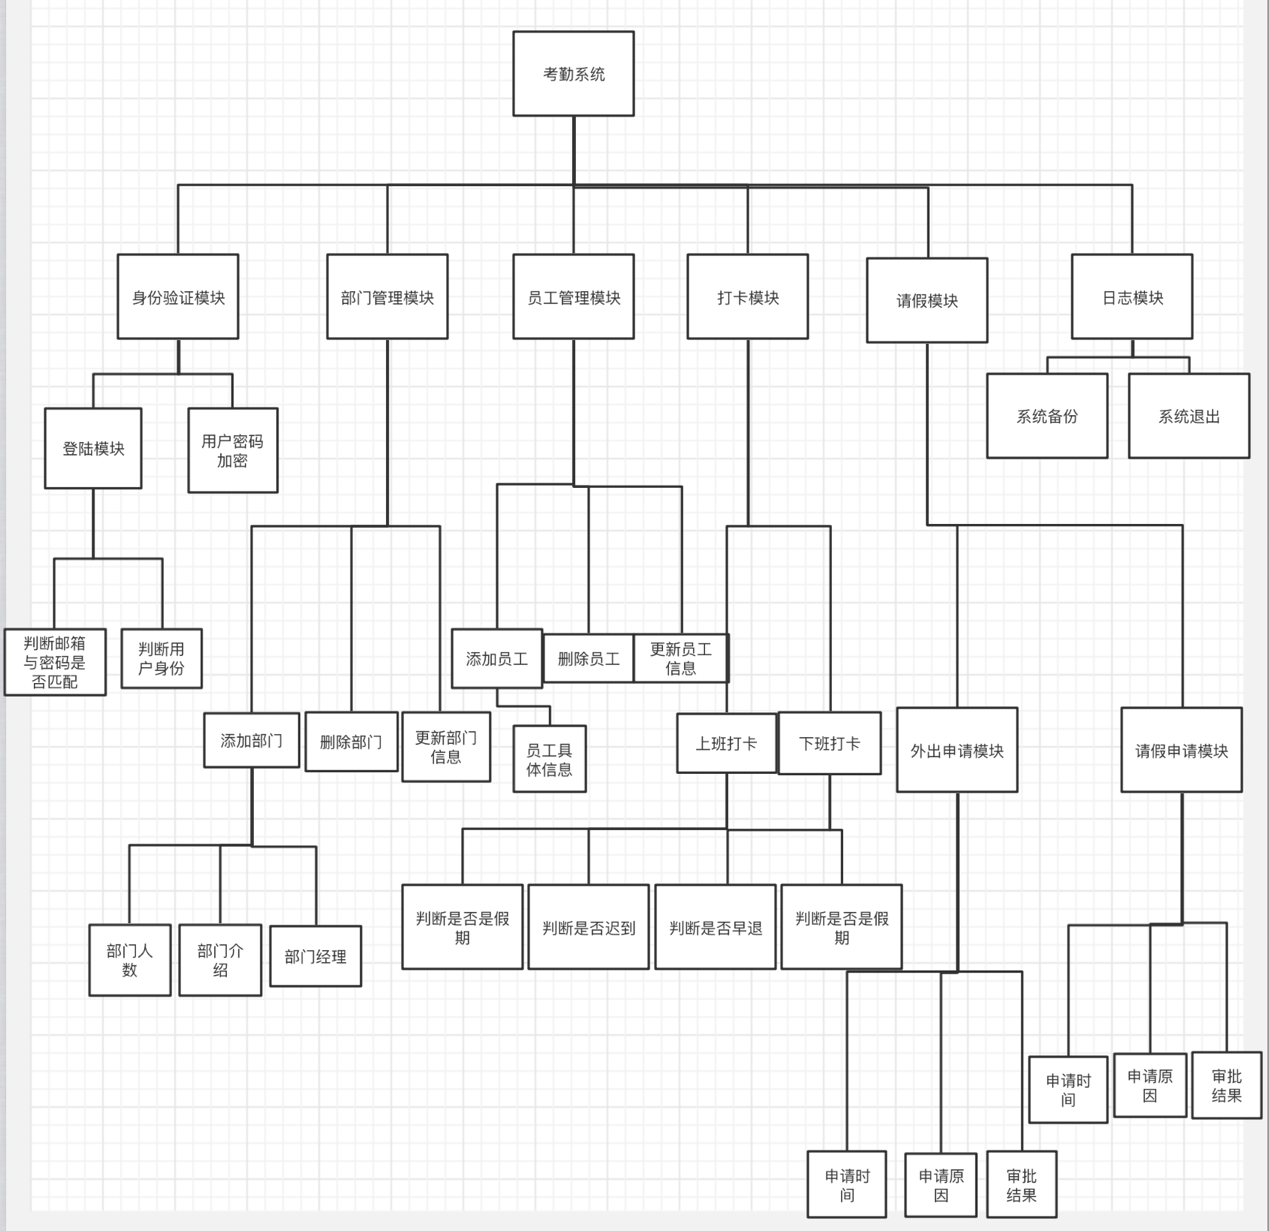 考勤系统
身份验证模块
部门管理模块
员工管理模块
打卡模块
请假模块
日志模块
系统备份
系统退出
登陆模块
用户密码
加密
判断邮箱
与密码是
否匹配
判断用
户身份
添加员工
删除员工
更新员工
信息
添加部门
删除部门
更新部门
信息
员工具
体信息
上班打卡
下班打卡
外出申请模块
请假申请模块
部门人
数
部门介
绍
部门经理
判断是否是假
期
判断是否迟到
判断是否早退
判断是否是假
期
申请时
间
申请原
因
审批
结果
申请时
间
申请原
因
审批
结果